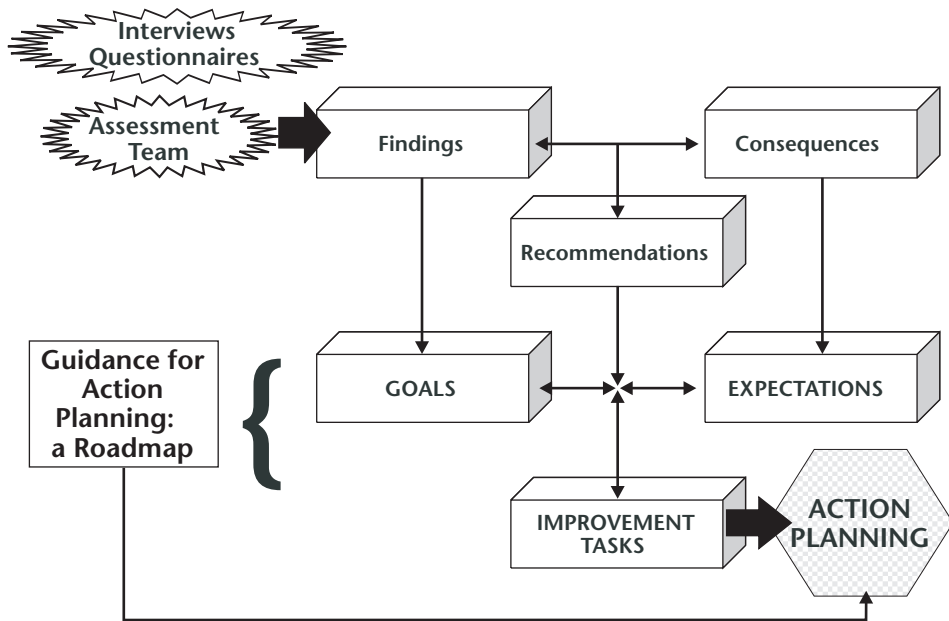 Interviews
Questionnaires
Assessment
Team
Findings
Consequences
Recommendations
Guidance for
Action
Planning:
a Roadmap
{
GOALS
EXPECTATIONS
IMPROVEMENT
TASKS
ACTION
PLANNING